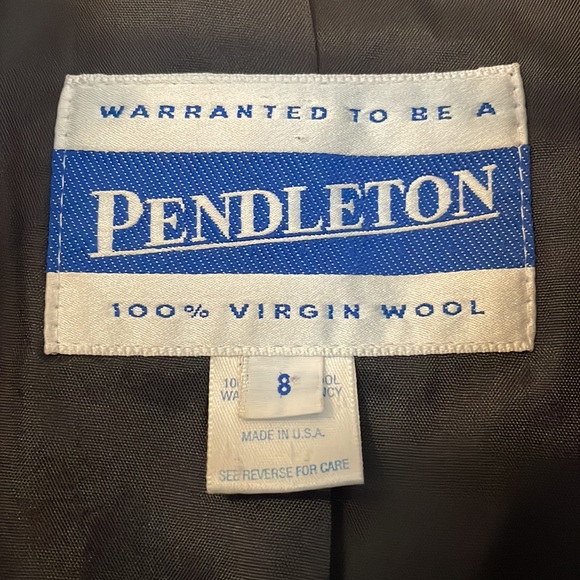 WARRANTED TO BE A
PENDLETON
100% VIRGIN WOOL
8
MADE IN U.S.A.
SEE REVERSE FOR CARE